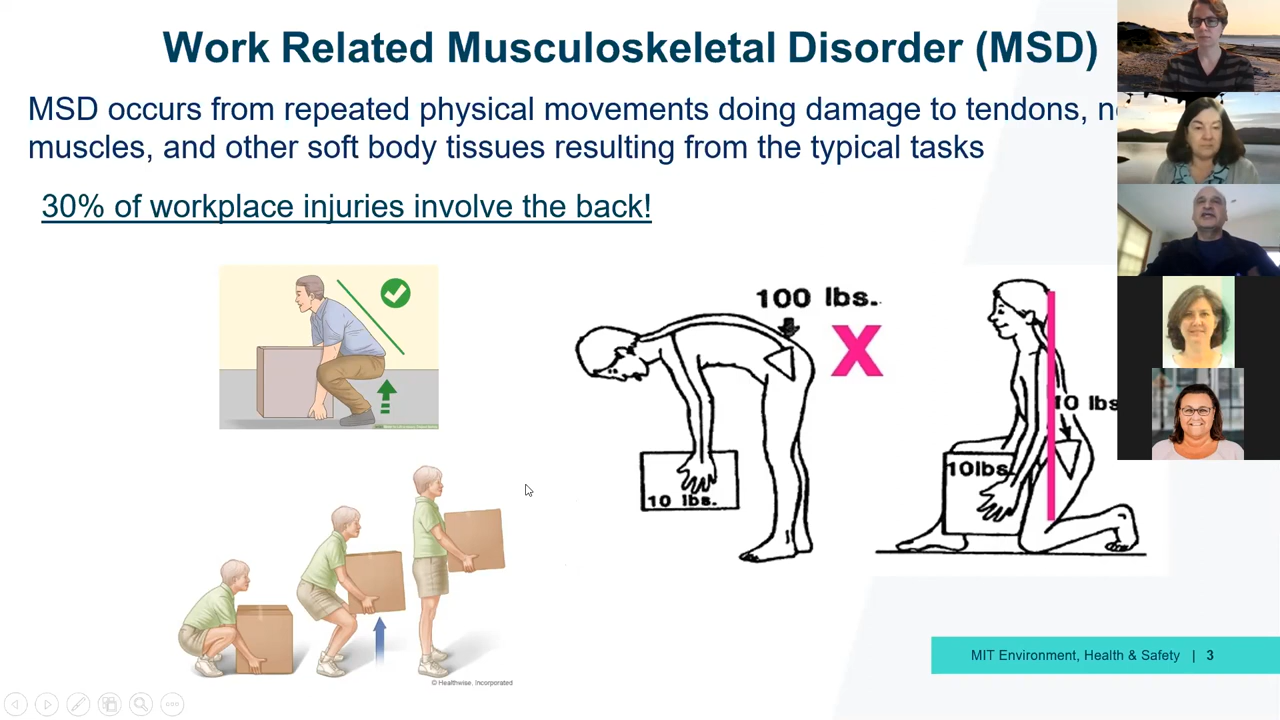 Work Related Musculoskeletal Disorder (MSD)
MSD occurs from repeated physical movements doing damage to tendons,
muscles, and other soft body tissues resulting from the typical tasks
30% of workplace injuries involve the back!
100 lbs.
X
10 lbs
10 lbs.
10lbs.
© Healthwise, Incorporated
MIT Environment, Health & Safety | 3